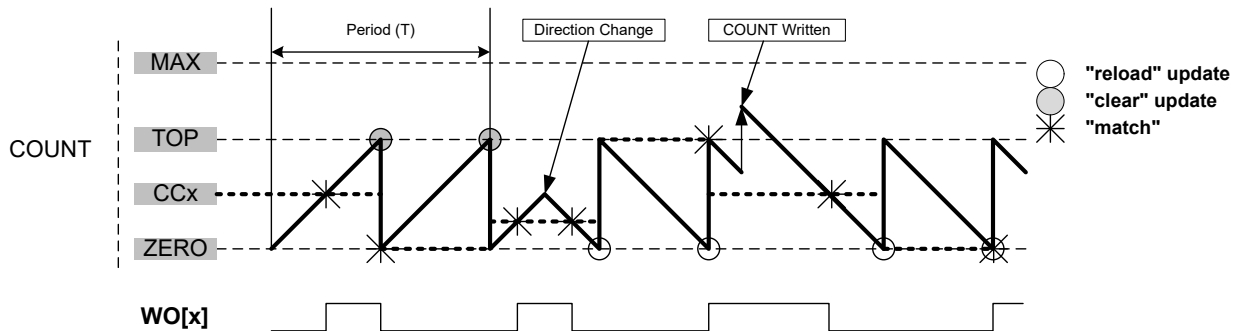 Period (T)
Direction Change
COUNT Written
MAX
"reload" update
"clear" update
TOP
"match"
COUNT
CCx
ZERO
WO[x]